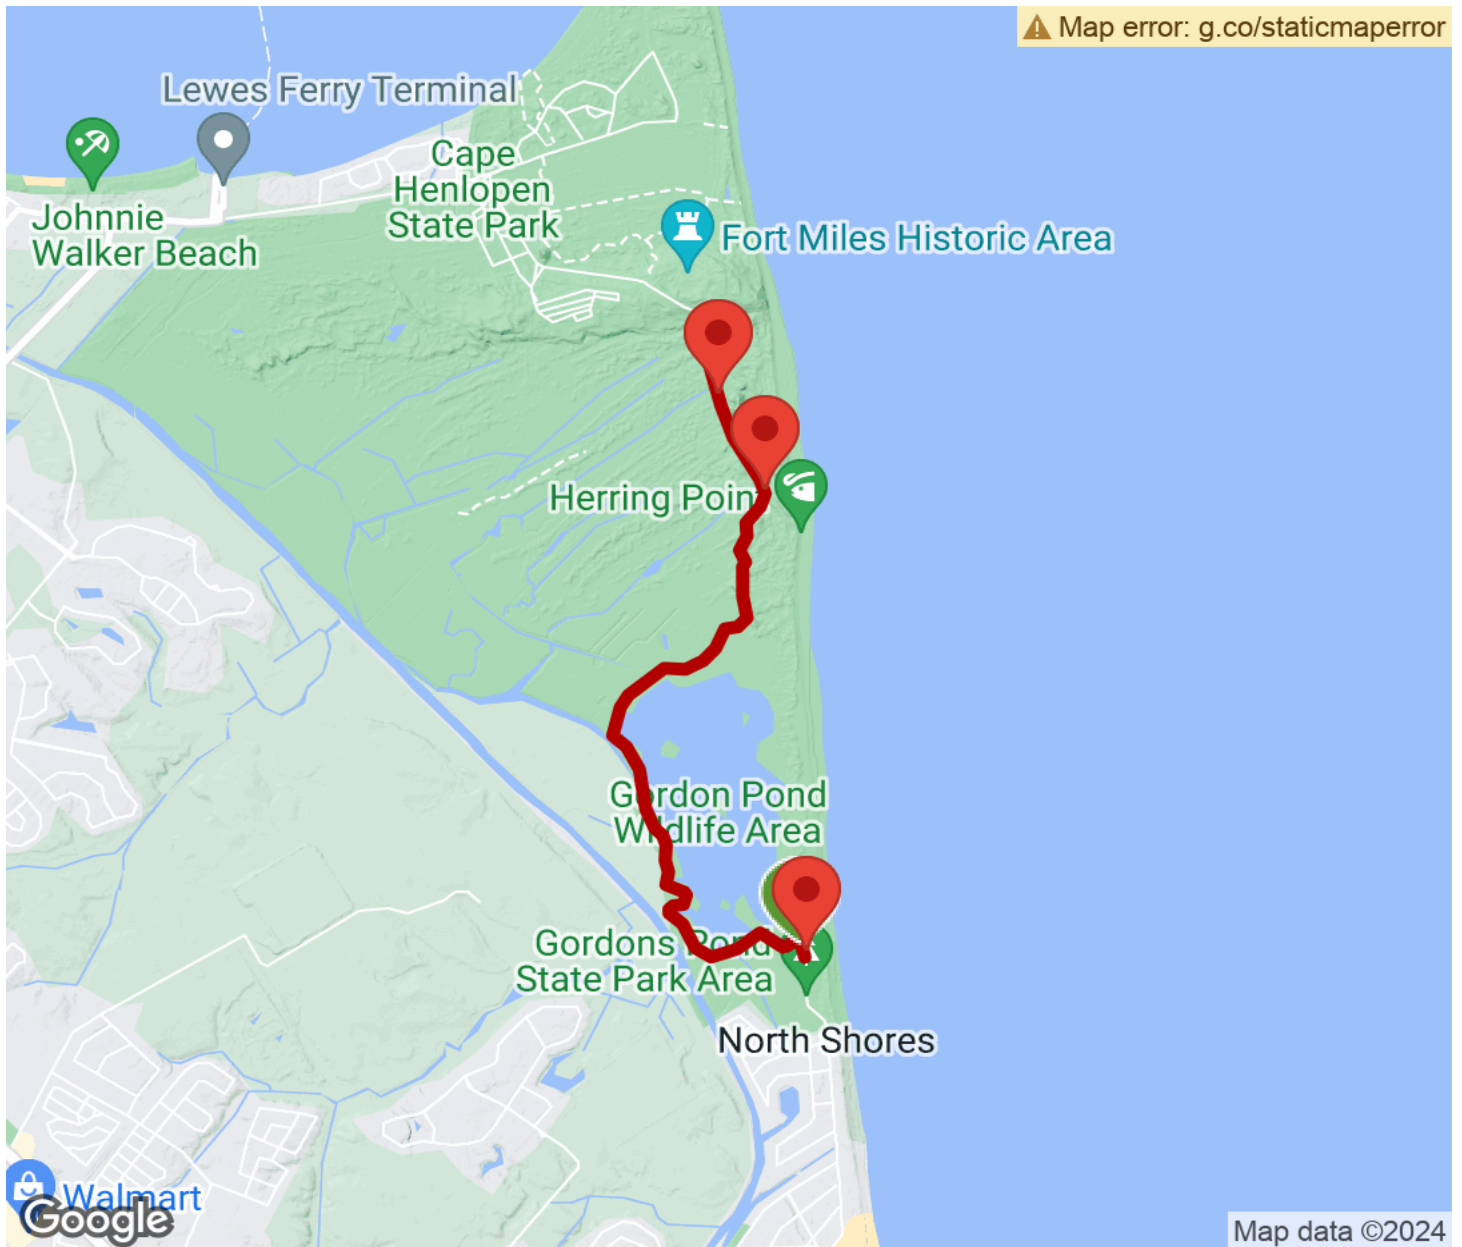 Map error: g.co/staticmaperror
Lewes Ferry Terminal
Cape
Henlopen
State Park
Johnnie
Walker Beach
Fort Miles Historic Area
Herring Point
Gordon Pond
Wildlife Area
Gordons Pond
State Park Area
North Shores
Walmart
Google
Map data ©2024